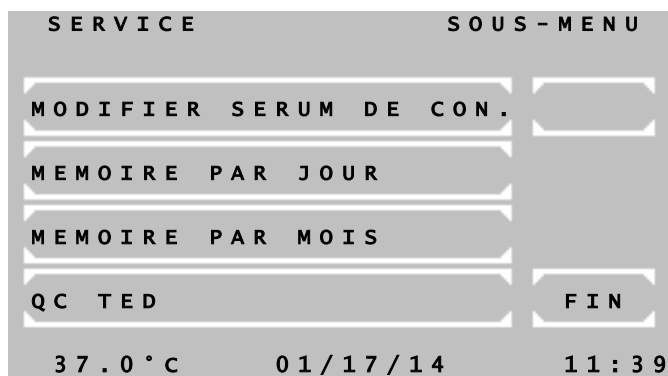 SERVICE SOUS-MENU
MODIFIER SERUM DE CON.
MEMOIRE PAR JOUR
MEMOIRE PAR MOIS
QC TED FIN
37.0°C 01/17/14 11:39